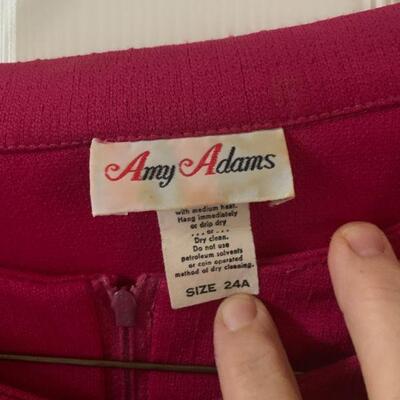 Amy Adams
with medium heat.
Hang immediately
or drip dry
... or ...
Dry clean.
Do not use
petroleum solvents
or coin operated
method of dry cleaning.
SIZE 24A